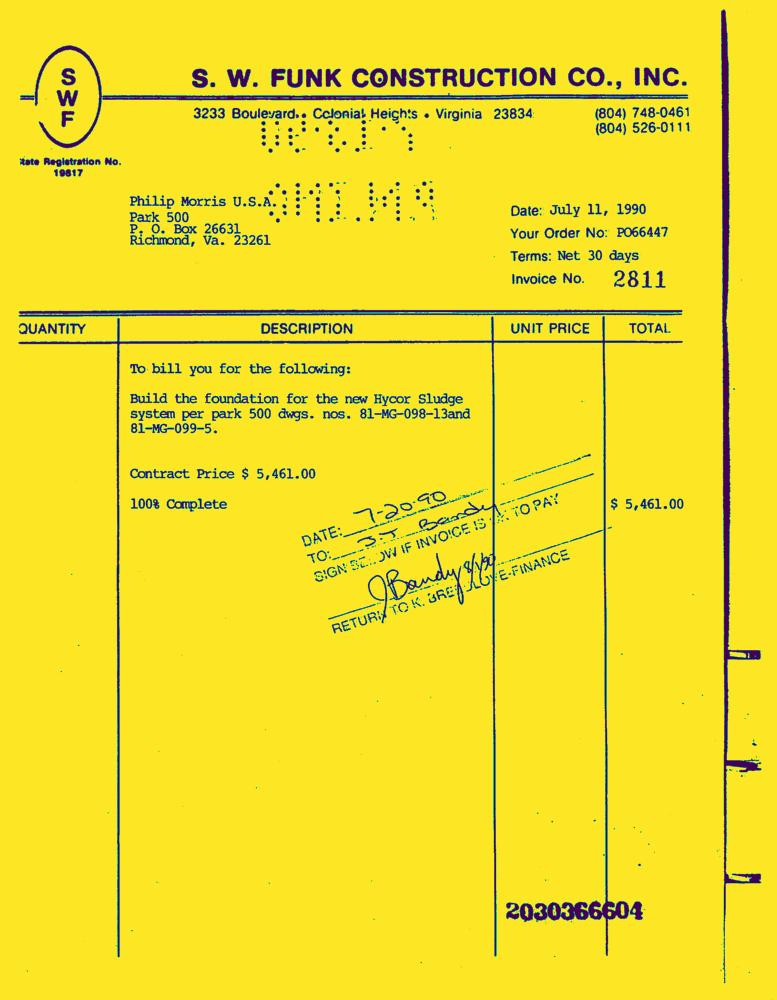 S
W
F
S. W. FUNK CONSTRUCTION CO., INC.
3233 Boulevard. • Colonial Heights • Virginia 23834
(804) 748-0461
(804) 526-0111
State Registration No.
19817
Philip Morris U.S.A.
Park 500
P. O. Box 26631
Richmond, Va. 23261
Date: July 11, 1990
Your Order No: PO66447
Terms: Net 30 days
Invoice No. 2811
QUANTITY DESCRIPTION UNIT PRICE TOTAL
To bill you for the following:
Build the foundation for the new Hycor Sludge
system per park 500 dwgs. nos. 81-MG-098-13and
81-MG-099-5.
Contract Price $ 5,461.00
100% Complete $ 5,461.00
DATE: 7-20-90
TO: J J Bandy
SIGN BELOW IF INVOICE IS OK TO PAY
J Bandy 8/1/90
RETURN TO K. BREEDLOVE-FINANCE
2030366604